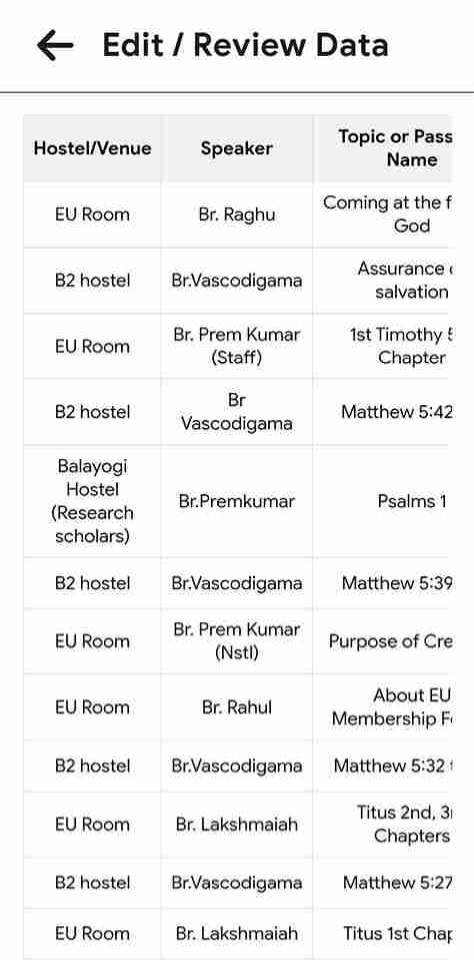 ← Edit / Review Data
Hostel/Venue Speaker Topic or Pass
Name
EU Room Br. Raghu Coming at the f
God
B2 hostel Br.Vascodigama Assurance
salvation
EU Room Br. Prem Kumar
(Staff) 1st Timothy
Chapter
B2 hostel Br
Vascodigama Matthew 5:42
Balayogi
Hostel
(Research
scholars) Br.Premkumar Psalms 1
B2 hostel Br.Vascodigama Matthew 5:39
EU Room Br. Prem Kumar
(Nstl) Purpose of Cre
EU Room Br. Rahul About EU
Membership F
B2 hostel Br.Vascodigama Matthew 5:32
EU Room Br. Lakshmaiah Titus 2nd, 3
Chapters
B2 hostel Br.Vascodigama Matthew 5:27
EU Room Br. Lakshmaiah Titus 1st Chap